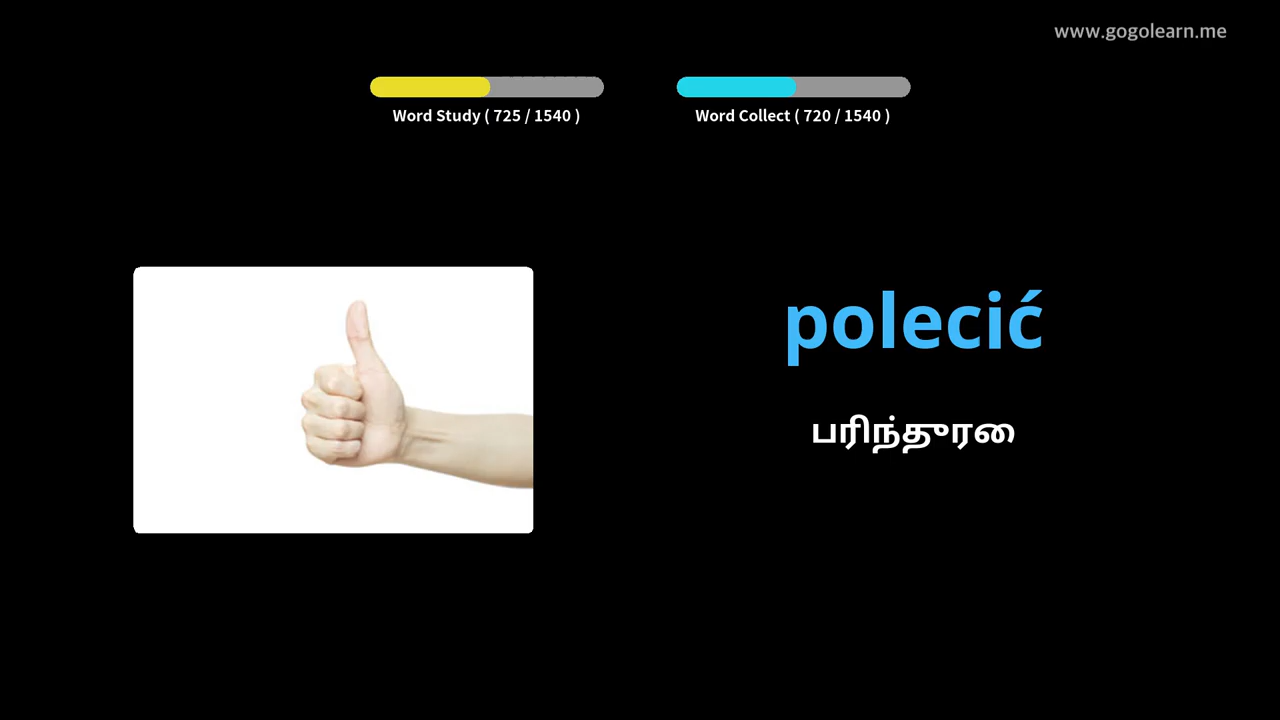 www.gogolearn.me
Word Study ( 725 / 1540 )
Word Collect ( 720 / 1540 )
polecić
பரிந்துரை